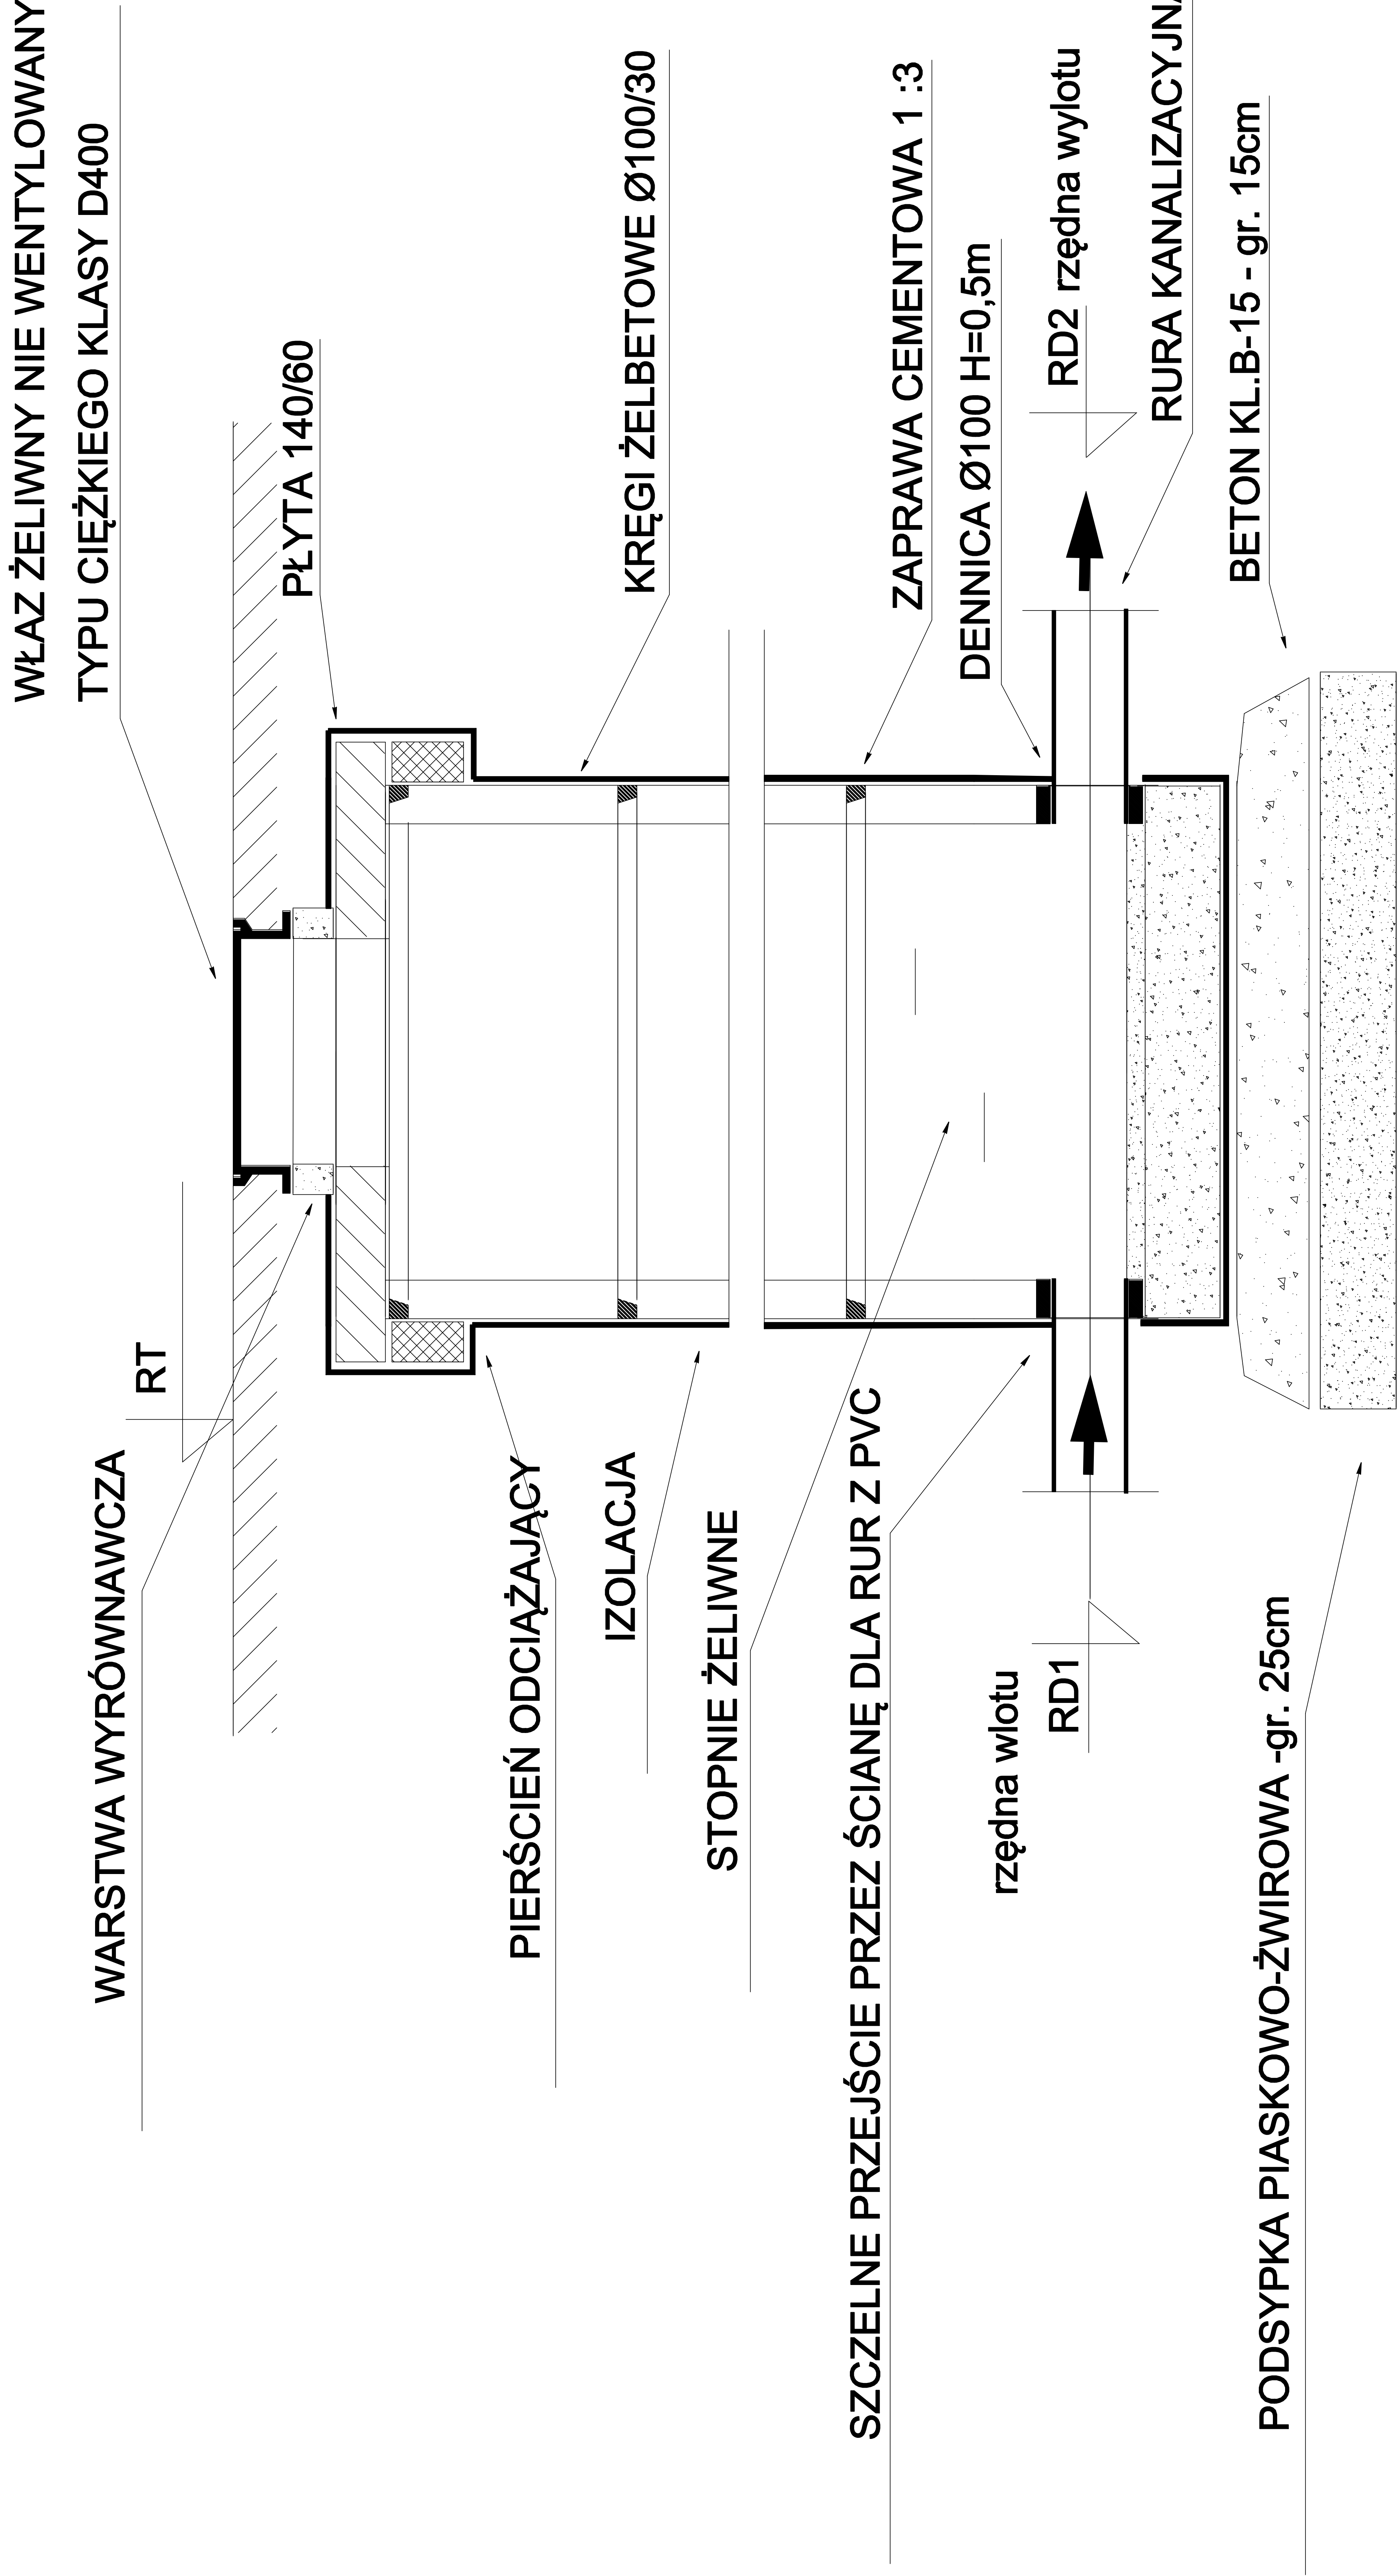 WŁAZ ŻELIWNY NIE WENTYLOWANY
TYPU CIĘŻKIEGO KLASY D400
WARSTWA WYRÓWNAWCZA
RT
PŁYTA 140/60
PIERŚCIEŃ ODCIĄŻAJĄCY
IZOLACJA
KRĘGI ŻELBETOWE Ø100/30
STOPNIE ŻELIWNE
SZCZELNE PRZEJŚCIE PRZEZ ŚCIANĘ DLA RUR Z PVC
ZAPRAWA CEMENTOWA 1 :3
DENNICA Ø100 H=0,5m
rzędna wlotu
RD1
RD2 rzędna wylotu
RURA KANALIZACYJNA
BETON KL.B-15 - gr. 15cm
PODSYPKA PIASKOWO-ŻWIROWA -gr. 25cm